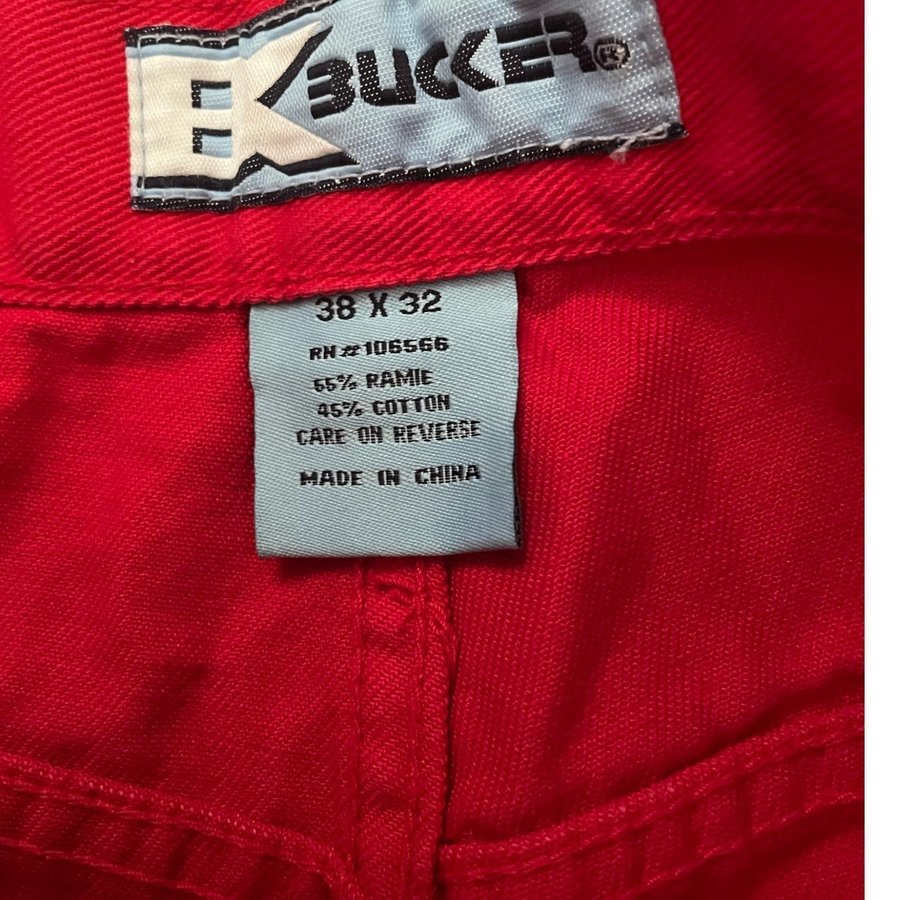 BUCKER®
38 X 32
RN#106566
55% RAMIE
45% COTTON
CARE ON REVERSE
MADE IN CHINA